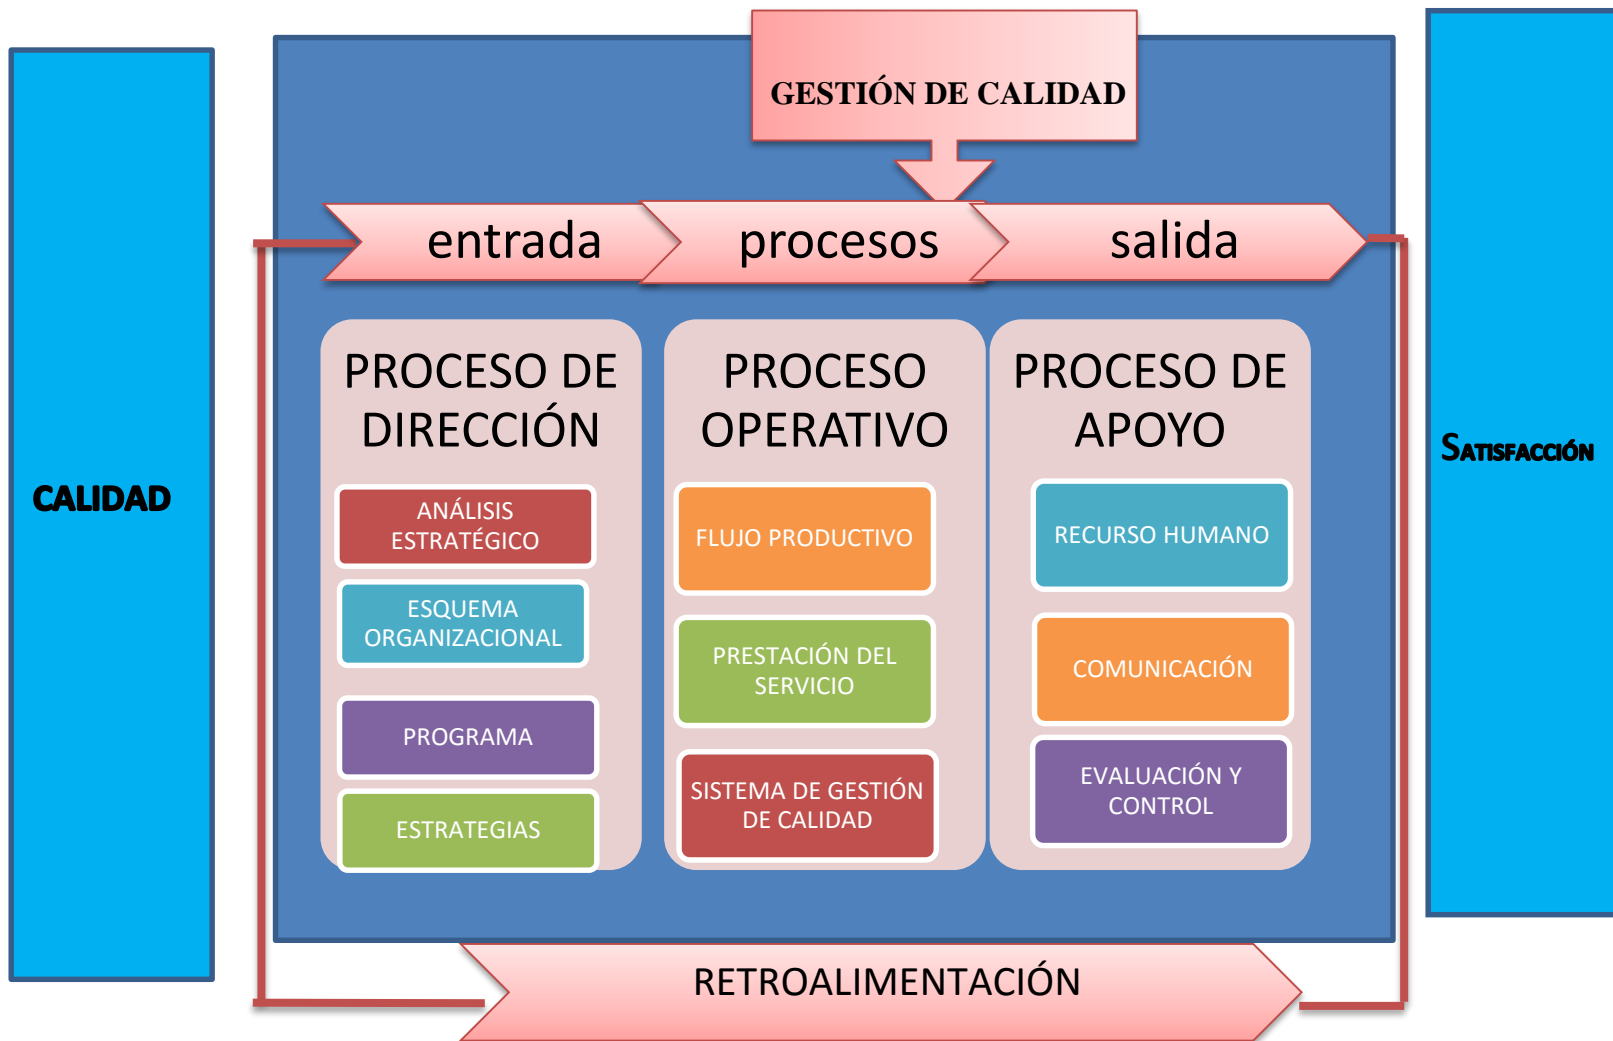 GESTIÓN DE CALIDAD
entrada
procesos
salida
CALIDAD
PROCESO DE
DIRECCIÓN
ANÁLISIS
ESTRATÉGICO
ESQUEMA
ORGANIZACIONAL
PROGRAMA
ESTRATEGIAS
PROCESO
OPERATIVO
FLUJO PRODUCTIVO
PRESTACIÓN DEL
SERVICIO
SISTEMA DE GESTIÓN
DE CALIDAD
PROCESO DE
APOYO
RECURSO HUMANO
COMUNICACIÓN
EVALUACIÓN Y
CONTROL
SATISFACCIÓN
RETROALIMENTACIÓN